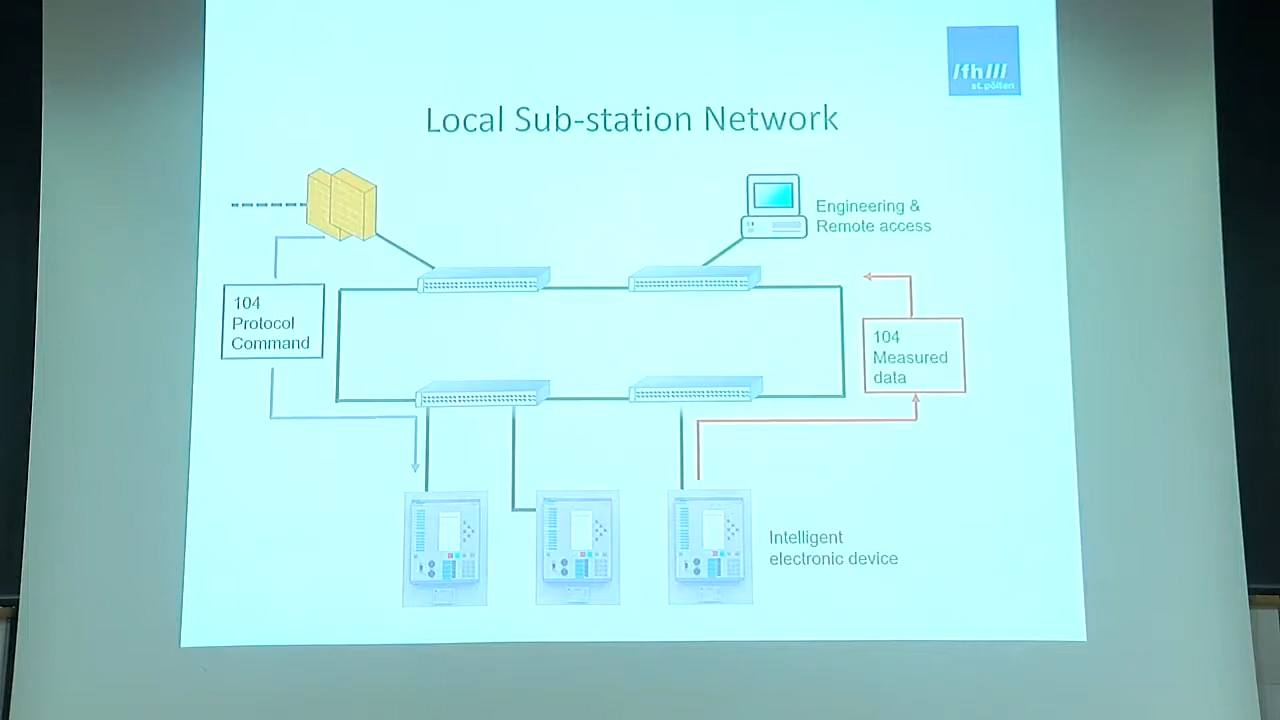 /fh///
st.pölten
Local Sub-station Network
Engineering &
Remote access
104
Protocol
Command
104
Measured
data
Intelligent
electronic device